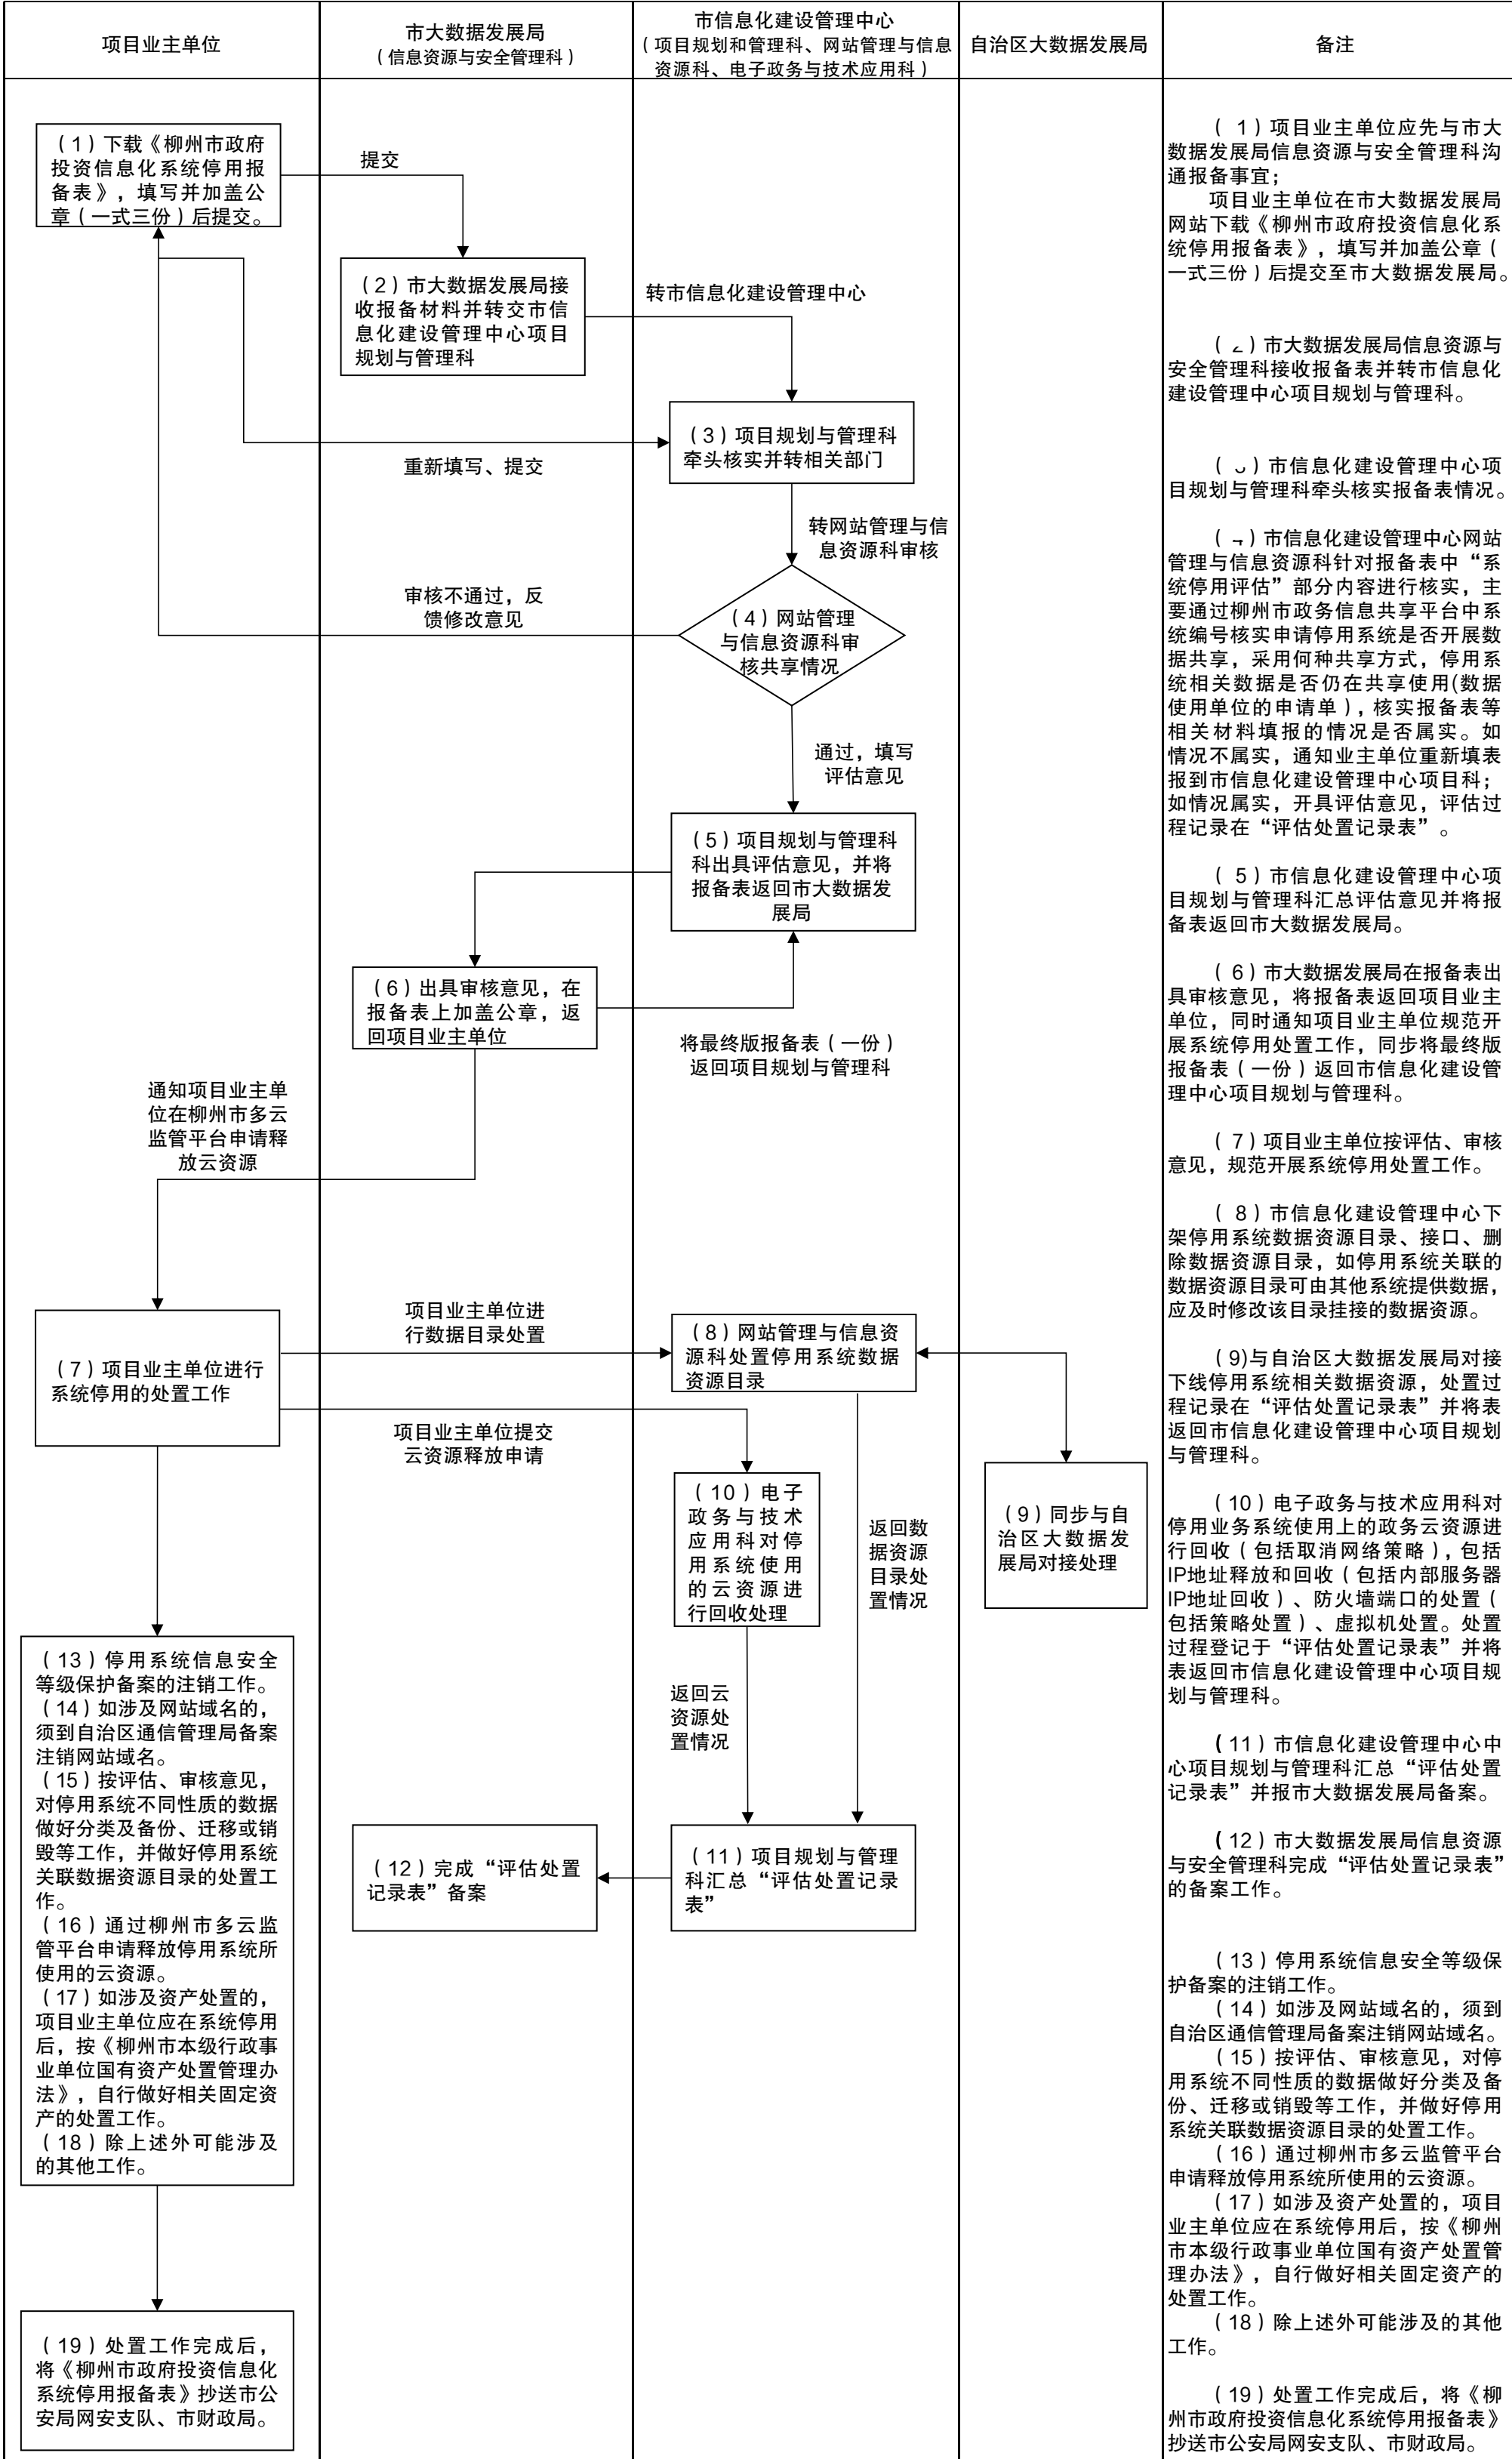 项目业主单位
市大数据发展局
（信息资源与安全管理科）
市信息化建设管理中心
（项目规划和管理科、网站管理与信息
资源科、电子政务与技术应用科）
自治区大数据发展局
备注
（1）下载《柳州市政府
投资信息化系统停用报
备表》，填写并加盖公
章（一式三份）后提交。
提交
（2）市大数据发展局接
收报备材料并转交市信
息化建设管理中心项目
规划与管理科
转市信息化建设管理中心
（3）项目规划与管理科
牵头核实并转相关部门
重新填写、提交
转网站管理与信
息资源科审核
审核不通过，反
馈修改意见
（4）网站管理
与信息资源科审
核共享情况
通过，填写
评估意见
（5）项目规划与管理科
科出具评估意见，并将
报备表返回市大数据发
展局
（6）出具审核意见，在
报备表上加盖公章，返
回项目业主单位
将最终版报备表（一份）
返回项目规划与管理科
通知项目业主单
位在柳州市多云
监管平台申请释
放云资源
（7）项目业主单位进行
系统停用的处置工作
项目业主单位进
行数据目录处置
（8）网站管理与信息资
源科处置停用系统数据
资源目录
项目业主单位提交
云资源释放申请
（9）同步与自
治区大数据发
展局对接处理
（10）电子
政务与技术
应用科对停
用系统使用
的云资源进
行回收处理
返回数
据资源
目录处
置情况
返回云
资源处
置情况
（11）项目规划与管理
科汇总“评估处置记录
表”
（12）完成“评估处置
记录表”备案
（13）停用系统信息安全
等级保护备案的注销工作。
（14）如涉及网站域名的，
须到自治区通信管理局备案
注销网站域名。
（15）按评估、审核意见，
对停用系统不同性质的数据
做好分类及备份、迁移或销
毁等工作，并做好停用系统
关联数据资源目录的处置工
作。
（16）通过柳州市多云监
管平台申请释放停用系统所
使用的云资源。
（17）如涉及资产处置的，
项目业主单位应在系统停用
后，按《柳州市本级行政事
业单位国有资产处置管理办
法》，自行做好相关固定资
产的处置工作。
（18）除上述外可能涉及
的其他工作。
（19）处置工作完成后，
将《柳州市政府投资信息化
系统停用报备表》抄送市公
安局网安支队、市财政局。
（1）项目业主单位应先与市大
数据发展局信息资源与安全管理科沟
通报备事宜；
项目业主单位在市大数据发展局
网站下载《柳州市政府投资信息化系
统停用报备表》，填写并加盖公章（
一式三份）后提交至市大数据发展局。
（2）市大数据发展局信息资源与
安全管理科接收报备表并转市信息化
建设管理中心项目规划与管理科。
（3）市信息化建设管理中心项
目规划与管理科牵头核实报备表情况。
（4）市信息化建设管理中心网站
管理与信息资源科针对报备表中“系
统停用评估”部分内容进行核实，主
要通过柳州市政务信息共享平台中系
统编号核实申请停用系统是否开展数
据共享，采用何种共享方式，停用系
统相关数据是否仍在共享使用(数据
使用单位的申请单），核实报备表等
相关材料填报的情况是否属实。如
情况不属实，通知业主单位重新填表
报到市信息化建设管理中心项目科；
如情况属实，开具评估意见，评估过
程记录在“评估处置记录表”。
（5）市信息化建设管理中心项
目规划与管理科汇总评估意见并将报
备表返回市大数据发展局。
（6）市大数据发展局在报备表出
具审核意见，将报备表返回项目业主
单位，同时通知项目业主单位规范开
展系统停用处置工作，同步将最终版
报备表（一份）返回市信息化建设管
理中心项目规划与管理科。
（7）项目业主单位按评估、审核
意见，规范开展系统停用处置工作。
（8）市信息化建设管理中心下
架停用系统数据资源目录、接口、删
除数据资源目录，如停用系统关联的
数据资源目录可由其他系统提供数据，
应及时修改该目录挂接的数据资源。
（9)与自治区大数据发展局对接
下线停用系统相关数据资源，处置过
程记录在“评估处置记录表”并将表
返回市信息化建设管理中心项目规划
与管理科。
（10）电子政务与技术应用科对
停用业务系统使用上的政务云资源进
行回收（包括取消网络策略），包括
IP地址释放和回收（包括内部服务器
IP地址回收）、防火墙端口的处置（
包括策略处置）、虚拟机处置。处置
过程登记于“评估处置记录表”并将
表返回市信息化建设管理中心项目规
划与管理科。
（11）市信息化建设管理中心中
心项目规划与管理科汇总“评估处置
记录表”并报市大数据发展局备案。
（12）市大数据发展局信息资源
与安全管理科完成“评估处置记录表”
的备案工作。
（13）停用系统信息安全等级保
护备案的注销工作。
（14）如涉及网站域名的，须到
自治区通信管理局备案注销网站域名。
（15）按评估、审核意见，对停
用系统不同性质的数据做好分类及备
份、迁移或销毁等工作，并做好停用
系统关联数据资源目录的处置工作。
（16）通过柳州市多云监管平台
申请释放停用系统所使用的云资源。
（17）如涉及资产处置的，项目
业主单位应在系统停用后，按《柳州
市本级行政事业单位国有资产处置管
理办法》，自行做好相关固定资产的
处置工作。
（18）除上述外可能涉及的其他
工作。
（19）处置工作完成后，将《柳
州市政府投资信息化系统停用报备表》
抄送市公安局网安支队、市财政局。